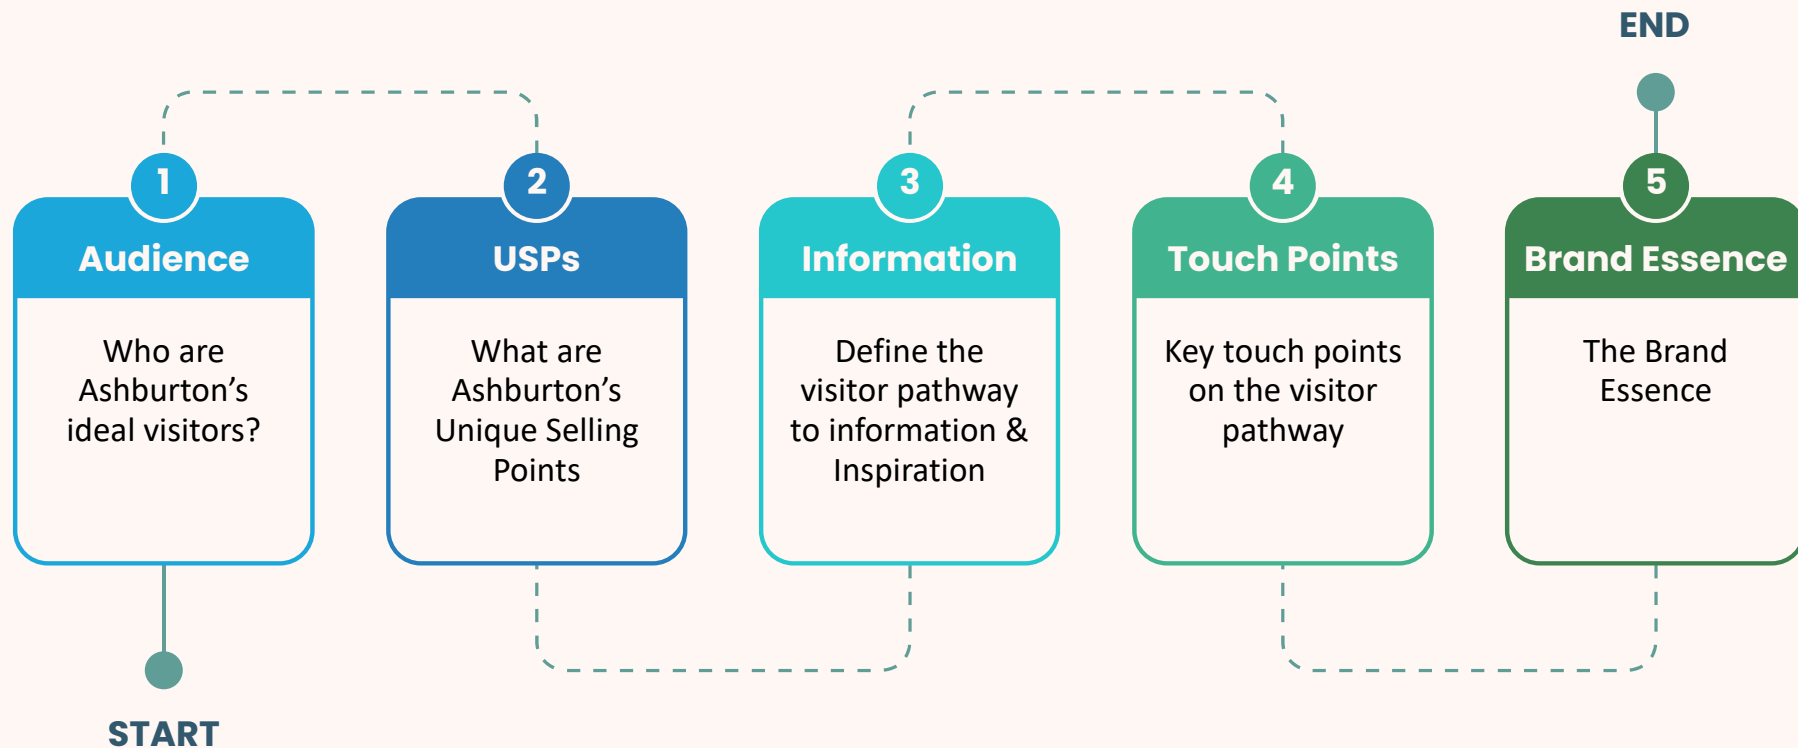 END
1
Audience
Who are
Ashburton’s
ideal visitors?
2
USPs
What are
Ashburton’s
Unique Selling
Points
3
Information
Define the
visitor pathway
to information &
Inspiration
4
Touch Points
Key touch points
on the visitor
pathway
5
Brand Essence
The Brand
Essence
START